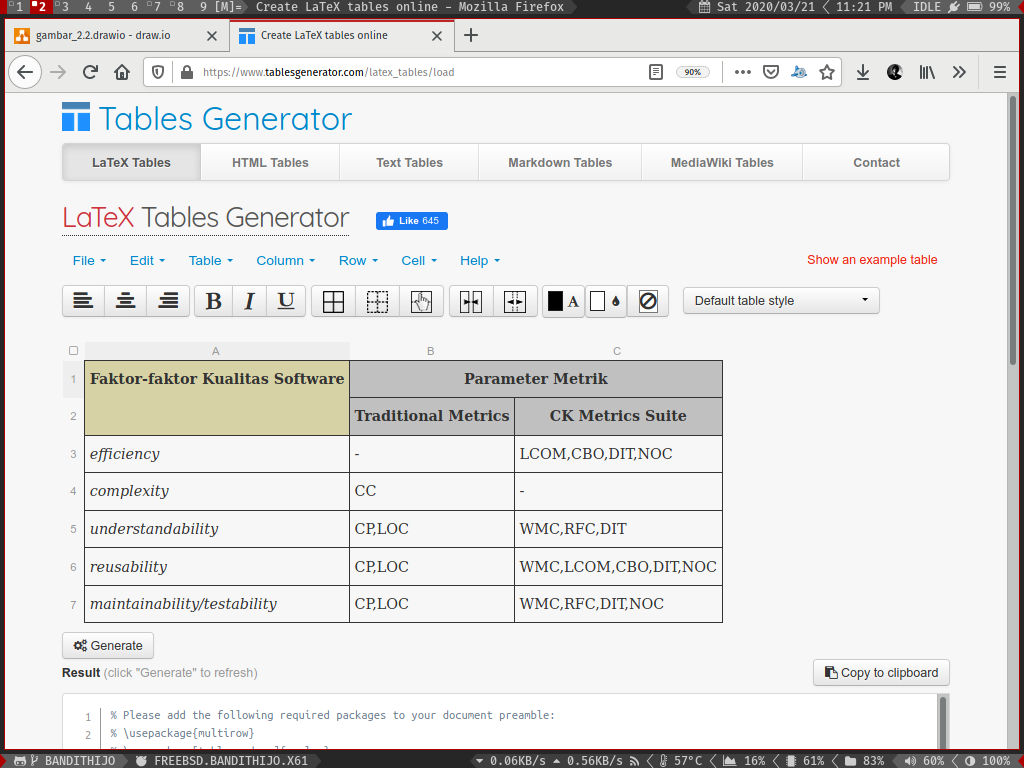 1 2 3 4 5 6 7 8 9 [M]= Create LaTeX tables online – Mozilla Firefox Sat 2020/03/21 11:21 PM IDLE 99%
gambar_2.2.drawio - draw.io Create LaTeX tables online
https://www.tablesgenerator.com/latex_tables/load 90%
Tables Generator
LaTeX Tables HTML Tables Text Tables Markdown Tables MediaWiki Tables Contact
LaTeX Tables Generator Like 645
File Edit Table Column Row Cell Help Show an example table
B I U A Default table style
A B C
1 Faktor-faktor Kualitas Software Parameter Metrik
2 Traditional Metrics CK Metrics Suite
3 efficiency - LCOM,CBO,DIT,NOC
4 complexity CC -
5 understandability CP,LOC WMC,RFC,DIT
6 reusability CP,LOC WMC,LCOM,CBO,DIT,NOC
7 maintainability/testability CP,LOC WMC,RFC,DIT,NOC
Generate
Result (click "Generate" to refresh) Copy to clipboard
1 % Please add the following required packages to your document preamble:
2 % \usepackage{multirow}
BANDITHIJO FREEBSD.BANDITHIJO.X61 0.06KB/s 0.56KB/s 57°C 16% 61% 83% 60% 100%